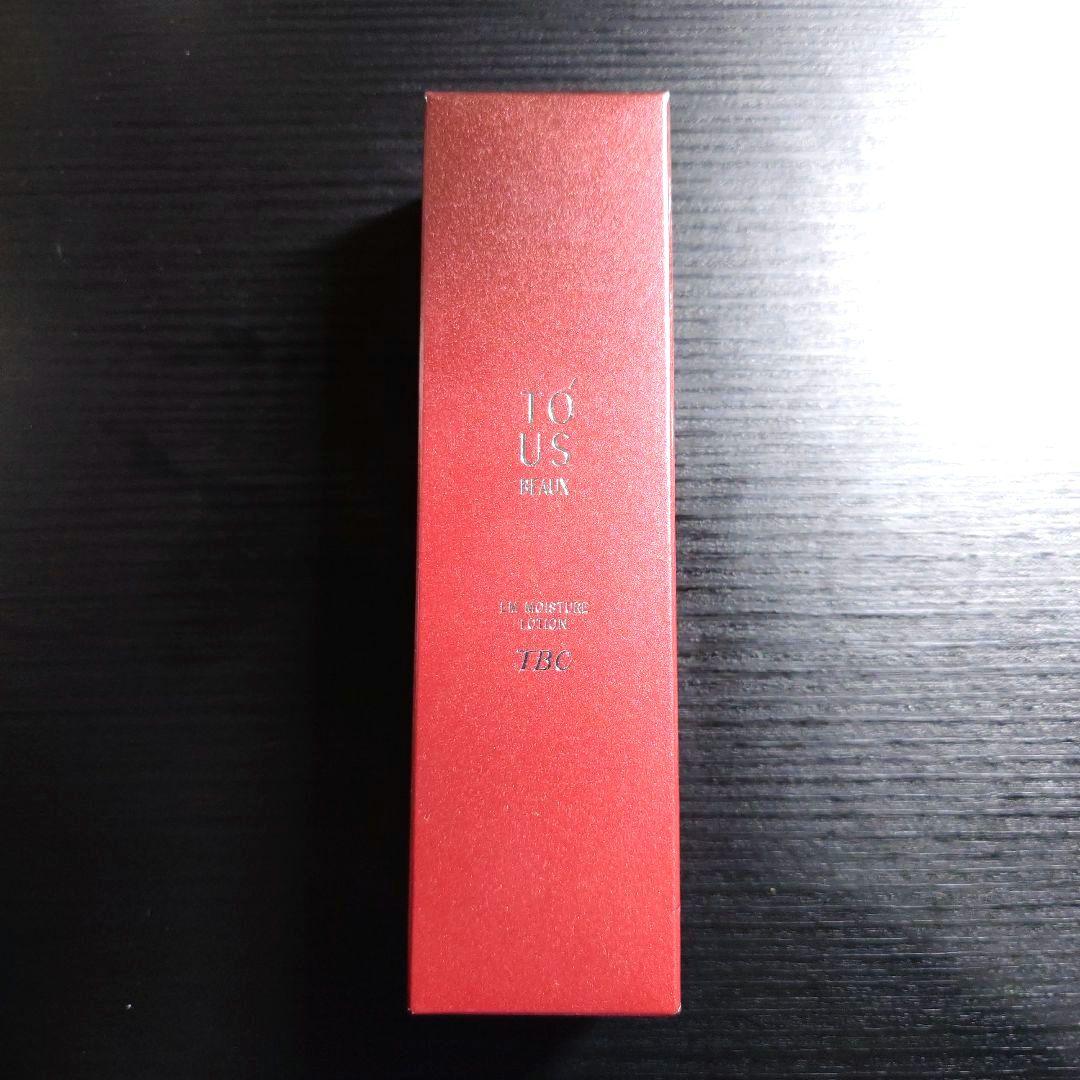 TÓ
US
BEAUX
I·M MOISTURE
LOTION
TBC